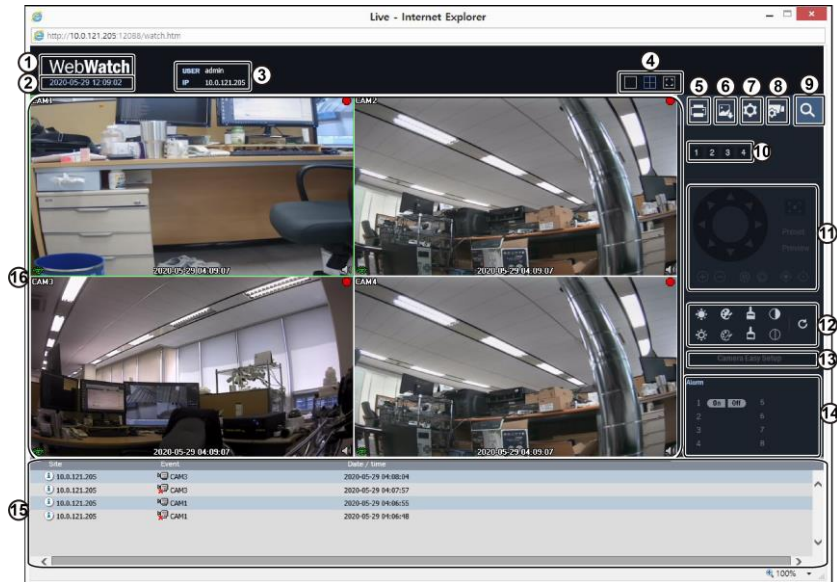 Live - Internet Explorer
http://10.0.121.205:12088/watch.htm
① WebWatch
② 2020-05-29 12:09:02
USER admin
IP 10.0.121.205
③
④
⑤ ⑥ ⑦ ⑧ ⑨
CAM1
2020-05-29 04:09:07
CAM2
2020-05-29 04:09:07
1 2 3 4 ⑩
Preset
Preview
⑪
⑯
CAM3
2020-05-29 04:09:07
CAM4
2020-05-29 04:09:07
⑫
Camera Easy Setup ⑬
Alarm
1 On Off 5
2 6
3 7
4 8
⑭
Site Event Date / time
10.0.121.205 CAM3 2020-05-29 04:08:04
10.0.121.205 CAM3 2020-05-29 04:07:57
10.0.121.205 CAM1 2020-05-29 04:06:55
10.0.121.205 CAM1 2020-05-29 04:06:48
⑮
100%